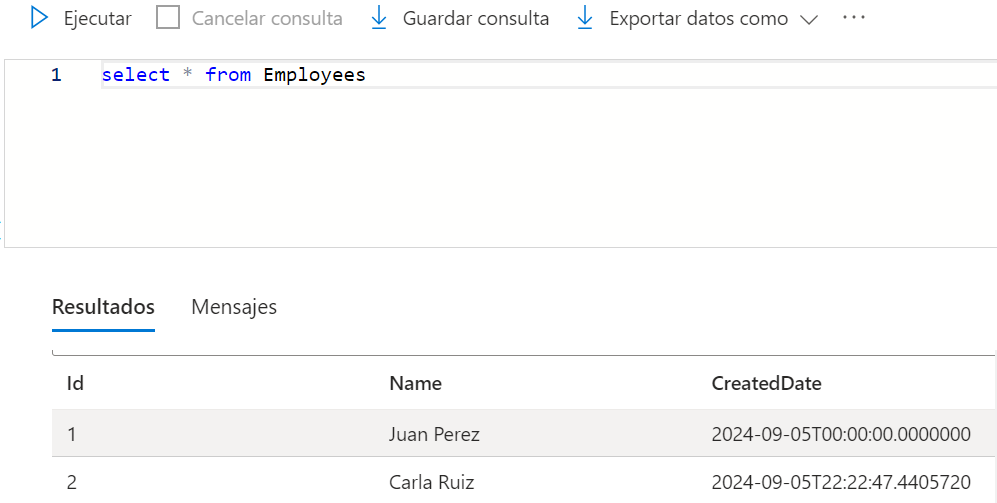 Ejecutar Cancelar consulta Guardar consulta Exportar datos como ···
1 select * from Employees
Resultados Mensajes
Id Name CreatedDate
1 Juan Perez 2024-09-05T00:00:00.0000000
2 Carla Ruiz 2024-09-05T22:22:47.4405720